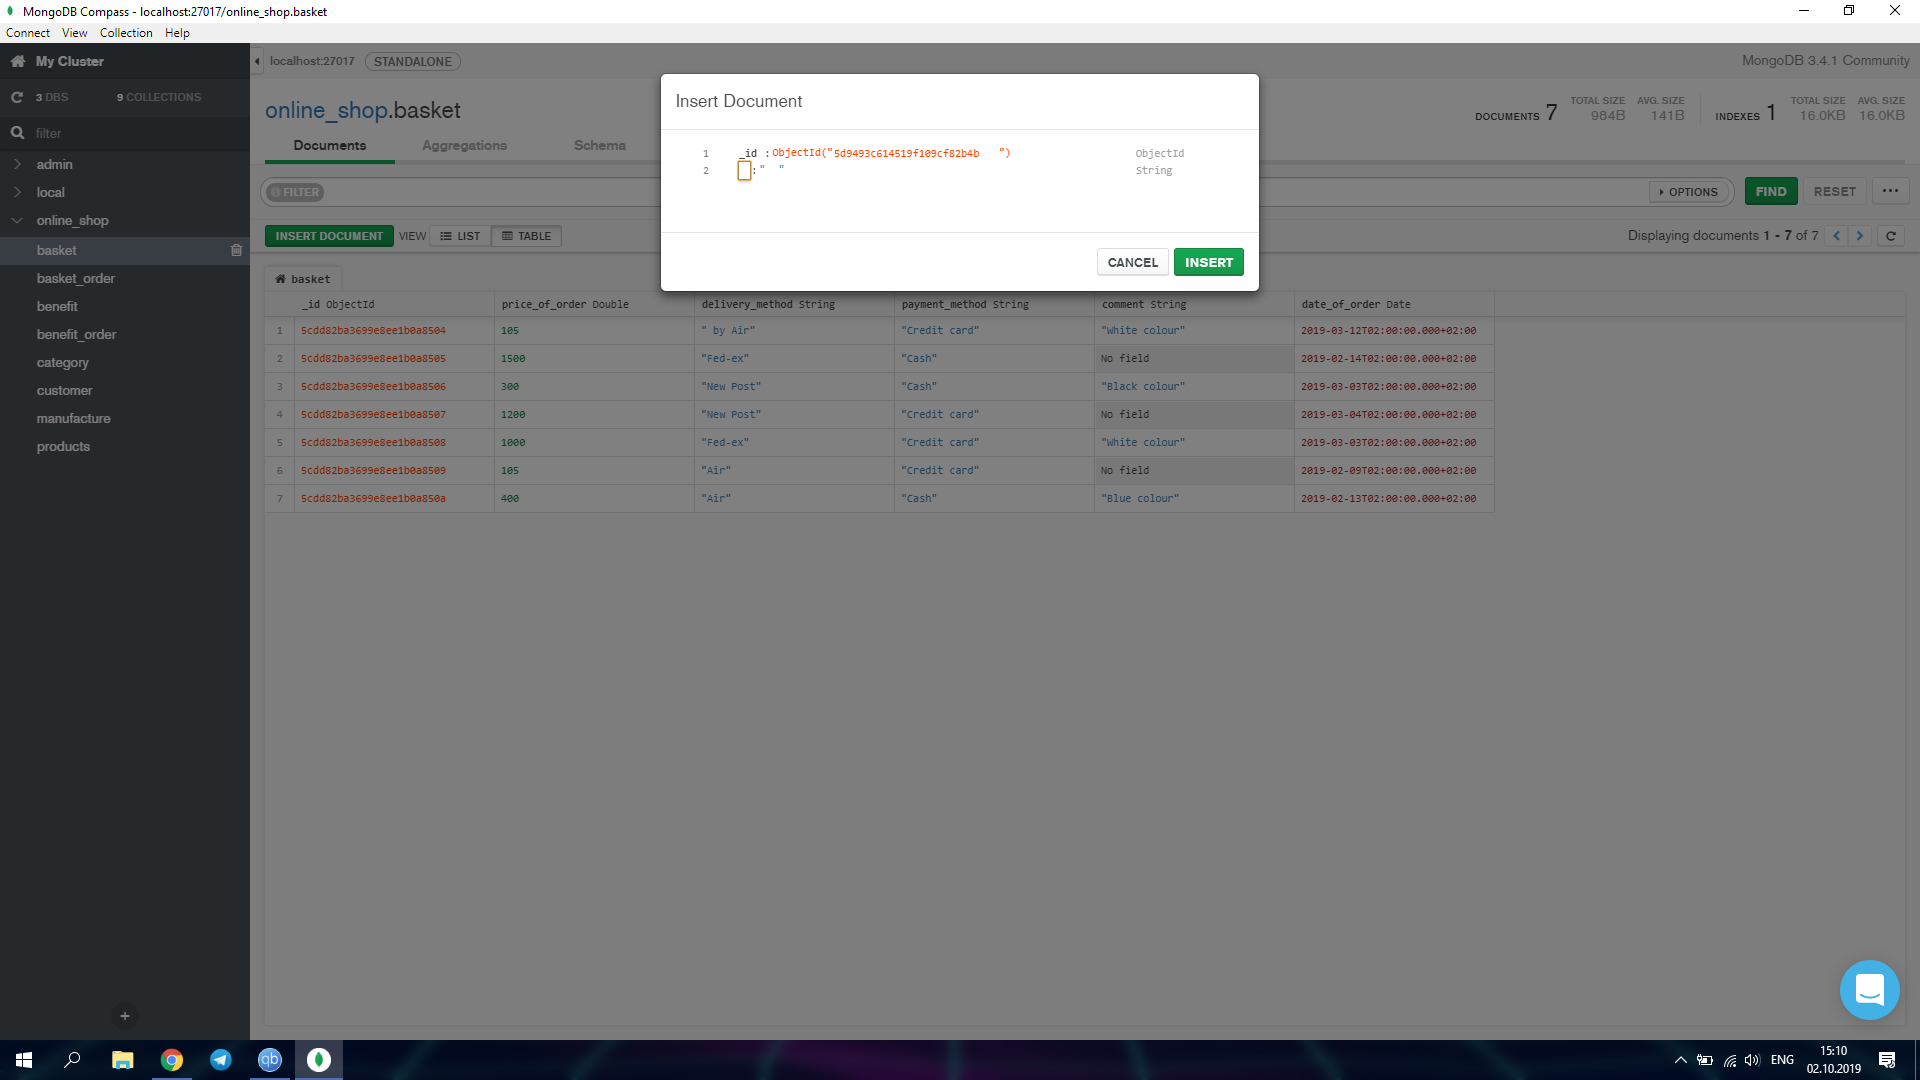 MongoDB Compass - localhost:27017/online_shop.basket
Connect View Collection Help
My Cluster
localhost:27017 STANDALONE
MongoDB 3.4.1 Community
3 DBS 9 COLLECTIONS
filter
admin
local
online_shop
basket
basket_order
benefit
benefit_order
category
customer
manufacture
products
+
online_shop.basket
DOCUMENTS 7 TOTAL SIZE 984B AVG. SIZE 141B INDEXES 1 TOTAL SIZE 16.0KB AVG. SIZE 16.0KB
Documents Aggregations Schema
FILTER OPTIONS FIND RESET ...
INSERT DOCUMENT VIEW LIST TABLE
Displaying documents 1 - 7 of 7
Insert Document
1 _id : ObjectId("5d9493c614519f109cf82b4b ") ObjectId
2 : " " String
CANCEL INSERT
basket
_id ObjectId price_of_order Double delivery_method String payment_method String comment String date_of_order Date
1 5cdd82ba3699e8ee1b0a8504 105 " by Air" "Credit card" "White colour" 2019-03-12T02:00:00.000+02:00
2 5cdd82ba3699e8ee1b0a8505 1500 "Fed-ex" "Cash" No field 2019-02-14T02:00:00.000+02:00
3 5cdd82ba3699e8ee1b0a8506 300 "New Post" "Cash" "Black colour" 2019-03-03T02:00:00.000+02:00
4 5cdd82ba3699e8ee1b0a8507 1200 "New Post" "Credit card" No field 2019-03-04T02:00:00.000+02:00
5 5cdd82ba3699e8ee1b0a8508 1000 "Fed-ex" "Credit card" "White colour" 2019-03-03T02:00:00.000+02:00
6 5cdd82ba3699e8ee1b0a8509 105 "Air" "Credit card" No field 2019-02-09T02:00:00.000+02:00
7 5cdd82ba3699e8ee1b0a850a 400 "Air" "Cash" "Blue colour" 2019-02-13T02:00:00.000+02:00
qb
ENG
15:10
02.10.2019